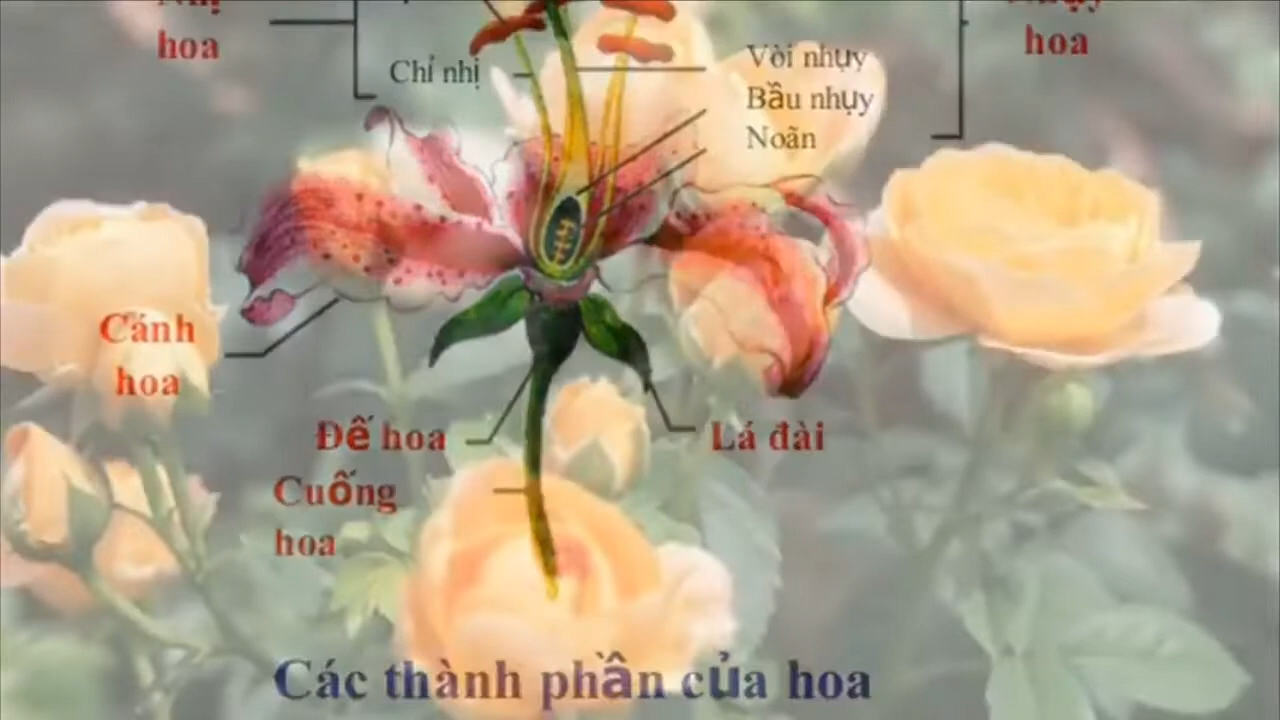 hoa
hoa
Chỉ nhị
Vòi nhụy
Bầu nhụy
Noãn
Cánh
hoa
Đế hoa
Lá đài
Cuống
hoa
Các thành phần của hoa